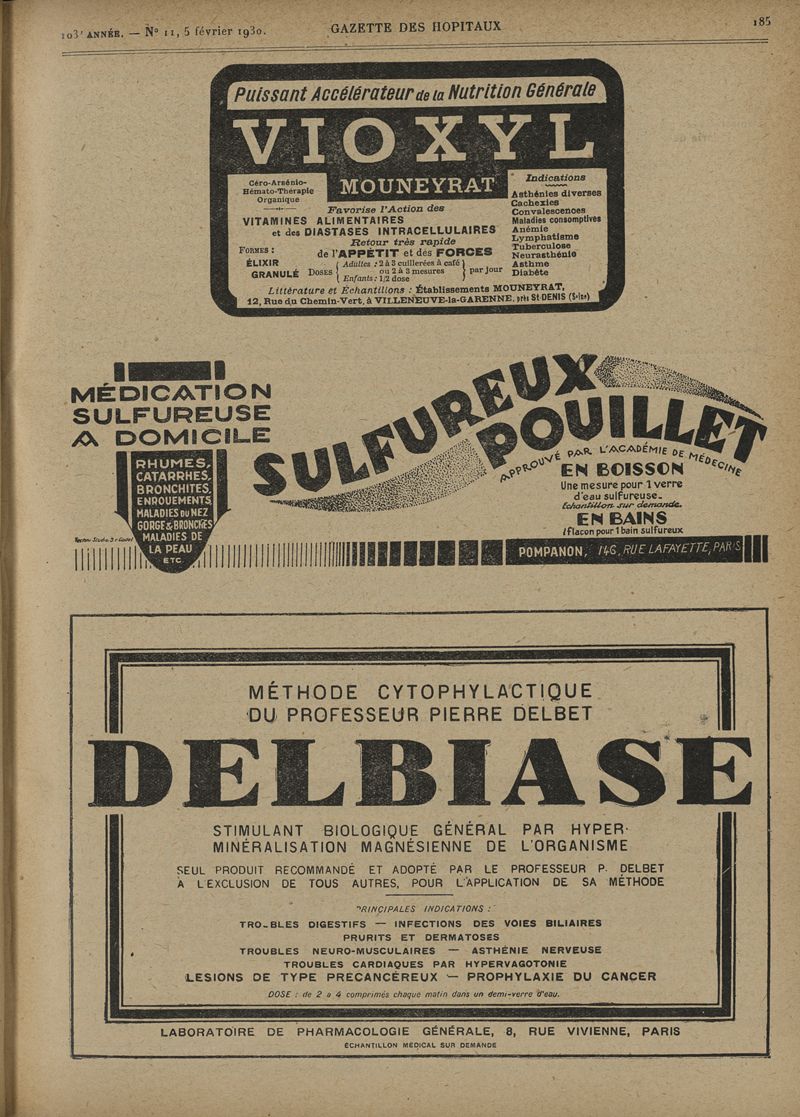 103e ANNÉE. — No 11, 5 février 1930.
GAZETTE DES HOPITAUX
185
Puissant Accélérateur de la Nutrition Générale
VIOXYL
MOUNEYRAT
Céro-Arsénio-
Hémato-Thérapie
Organique
Favorise l'Action des
VITAMINES ALIMENTAIRES
et des DIASTASES INTRACELLULAIRES
Retour très rapide
de l'APPÉTIT et des FORCES
FORMES :
ÉLIXIR
GRANULÉ
DOSES
Adultes : 2 à 3 cuillerées à café
ou 2 à 3 mesures
Enfants : 1/2 dose
par jour
Indications
Asthénies diverses
Cachexies
Convalescences
Maladies consomptives
Anémie
Lymphatisme
Tuberculose
Neurasthénie
Asthme
Diabète
Littérature et Échantillons : Établissements MOUNEYRAT,
12, Rue du Chemin-Vert, à VILLENEUVE-la-GARENNE, près St-DENIS (Seine)
MÉDICATION
SULFUREUSE
A DOMICILE
RHUMES,
CATARRHES,
BRONCHITES,
ENROUEMENTS
MALADIES DU NEZ
GORGE & BRONCHES
MALADIES DE
LA PEAU
ETC
SULFUREUX
POUILLET
APPROUVÉ PAR L'ACADÉMIE DE MÉDECINE
EN BOISSON
Une mesure pour 1 verre
d'eau sulfureuse.
Echantillon sur demande.
EN BAINS
1 flacon pour 1 bain sulfureux
POMPANON, 146, RUE LAFAYETTE, PARIS
MÉTHODE CYTOPHYLACTIQUE
DU PROFESSEUR PIERRE DELBET
DELBIASE
STIMULANT BIOLOGIQUE GÉNÉRAL PAR HYPER-
MINÉRALISATION MAGNÉSIENNE DE L'ORGANISME
SEUL PRODUIT RECOMMANDÉ ET ADOPTÉ PAR LE PROFESSEUR P. DELBET
A L'EXCLUSION DE TOUS AUTRES, POUR L'APPLICATION DE SA MÉTHODE
PRINCIPALES INDICATIONS :
TROUBLES DIGESTIFS — INFECTIONS DES VOIES BILIAIRES
PRURITS ET DERMATOSES
TROUBLES NEURO-MUSCULAIRES — ASTHÉNIE NERVEUSE
TROUBLES CARDIAQUES PAR HYPERVAGOTONIE
LESIONS DE TYPE PRECANCÉREUX — PROPHYLAXIE DU CANCER
DOSE : de 2 a 4 comprimés chaque matin dans un demi-verre d'eau.
LABORATOIRE DE PHARMACOLOGIE GÉNÉRALE, 8, RUE VIVIENNE, PARIS
ÉCHANTILLON MÉDICAL SUR DEMANDE